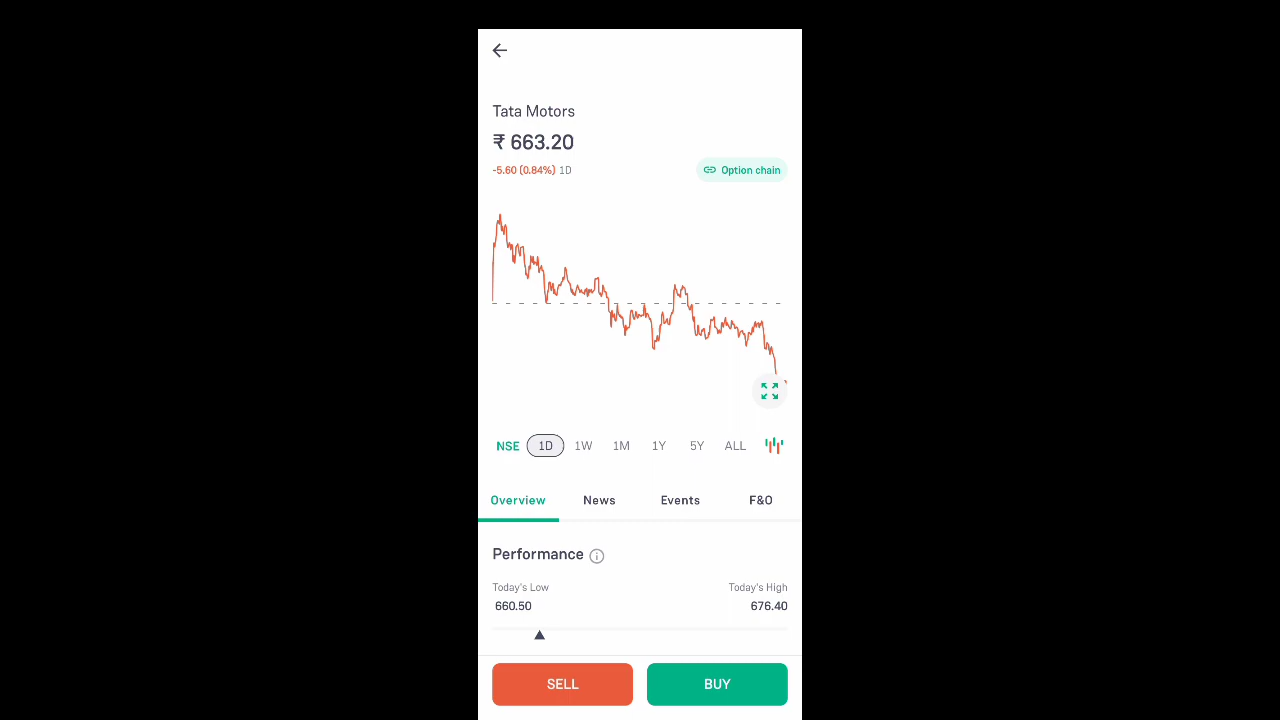 Tata Motors
₹ 663.20
-5.60 (0.84%) 1D
Option chain
NSE 1D 1W 1M 1Y 5Y ALL
Overview News Events F&O
Performance
Today's Low Today's High
660.50 676.40
SELL BUY